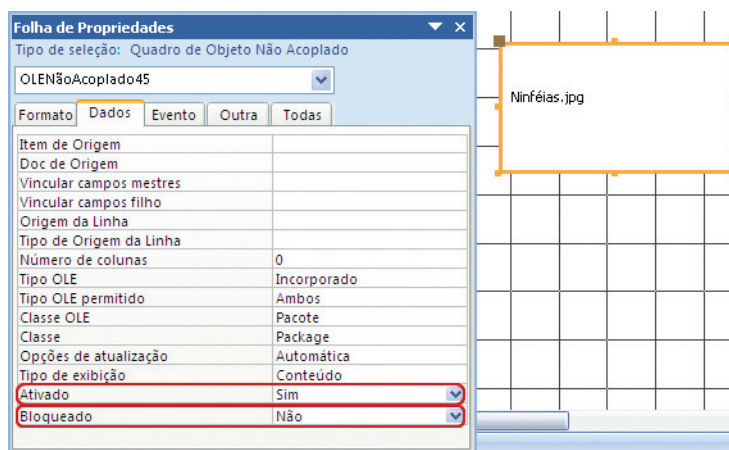 Folha de Propriedades
Tipo de seleção: Quadro de Objeto Não Acoplado
OLENãoAcoplado45
Formato Dados Evento Outra Todas
Item de Origem
Doc de Origem
Vincular campos mestres
Vincular campos filho
Origem da Linha
Tipo de Origem da Linha
Número de colunas 0
Tipo OLE Incorporado
Tipo OLE permitido Ambos
Classe OLE Pacote
Classe Package
Opções de atualização Automática
Tipo de exibição Conteúdo
Ativado Sim
Bloqueado Não
Ninféias.jpg